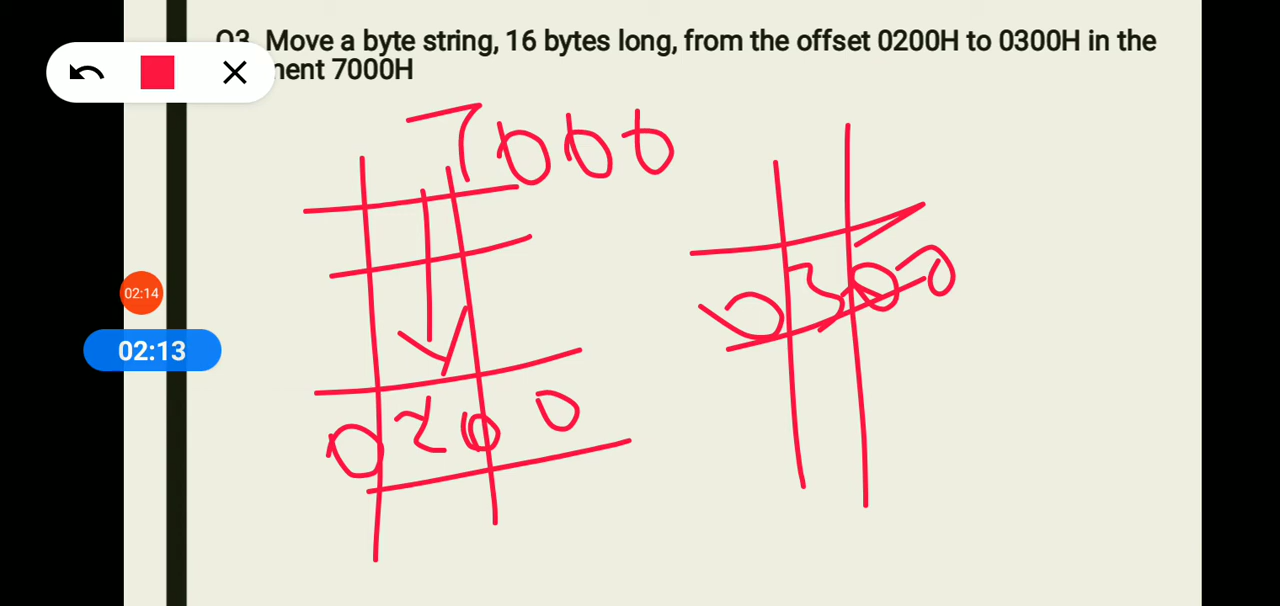 Q3. Move a byte string, 16 bytes long, from the offset 0200H to 0300H in the
ment 7000H
7000
0300
02:14
02:13
0200